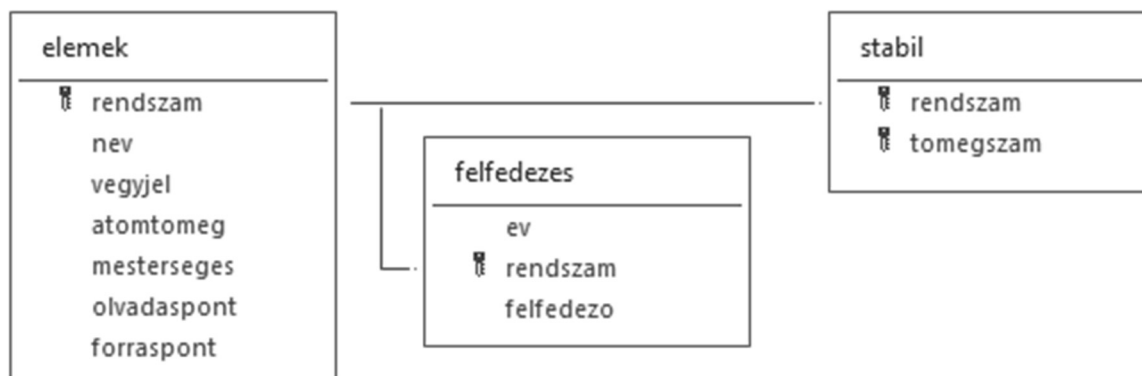 elemek
rendszam
nev
vegyjel
atomtomeg
mesterseges
olvadaspont
forraspont
felfedezes
ev
rendszam
felfedezo
stabil
rendszam
tomegszam